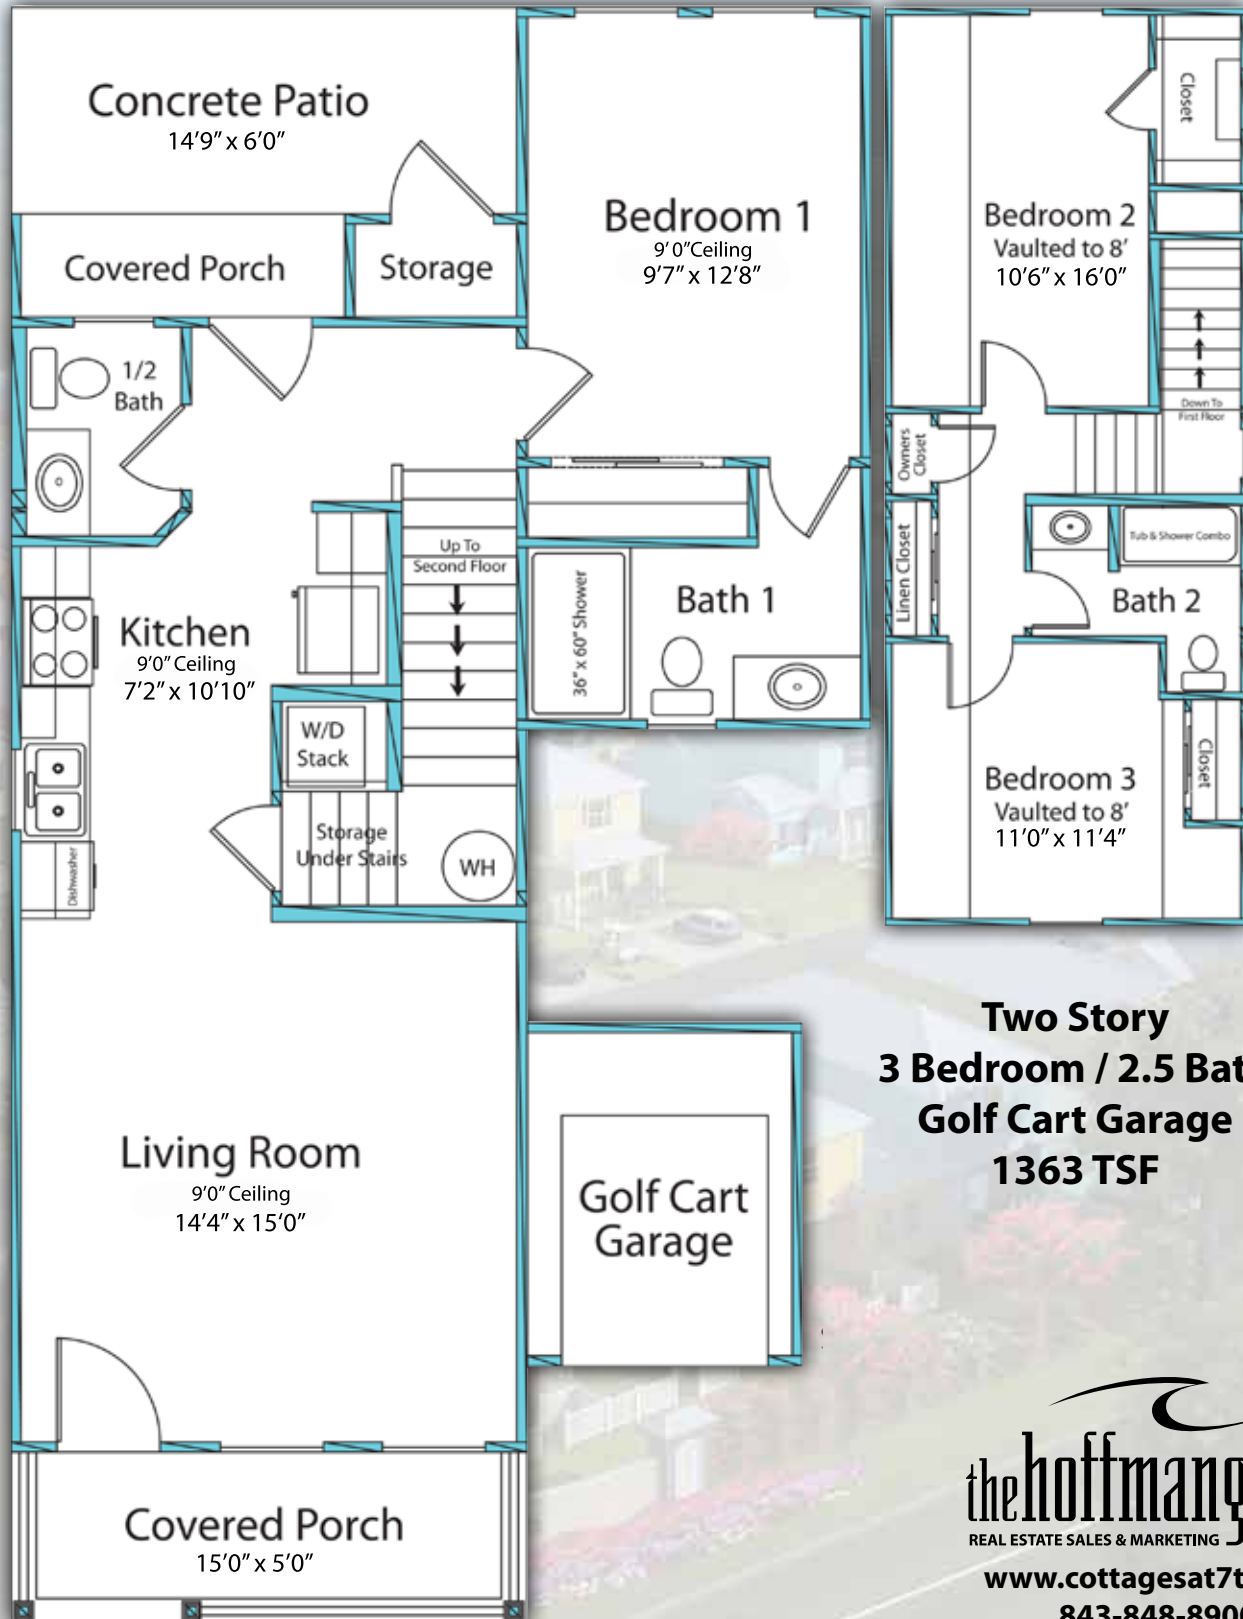 Concrete Patio
14'9" x 6'0"
Covered Porch
Storage
Bedroom 1
9'0" Ceiling
9'7" x 12'8"
1/2
Bath
Up To
Second Floor
Kitchen
9'0" Ceiling
7'2" x 10'10"
36" x 60" Shower
Bath 1
W/D
Stack
Storage
Under Stairs
WH
Dishwasher
Living Room
9'0" Ceiling
14'4" x 15'0"
Golf Cart
Garage
Covered Porch
15'0" x 5'0"
Closet
Bedroom 2
Vaulted to 8'
10'6" x 16'0"
Down To
First Floor
Owners
Closet
Linen Closet
Tub & Shower Combo
Bath 2
Bedroom 3
Vaulted to 8'
11'0" x 11'4"
Closet
Two Story
3 Bedroom / 2.5 Bat
Golf Cart Garage
1363 TSF
the hoffman g
REAL ESTATE SALES & MARKETING
www.cottagesat7t
843-848-890